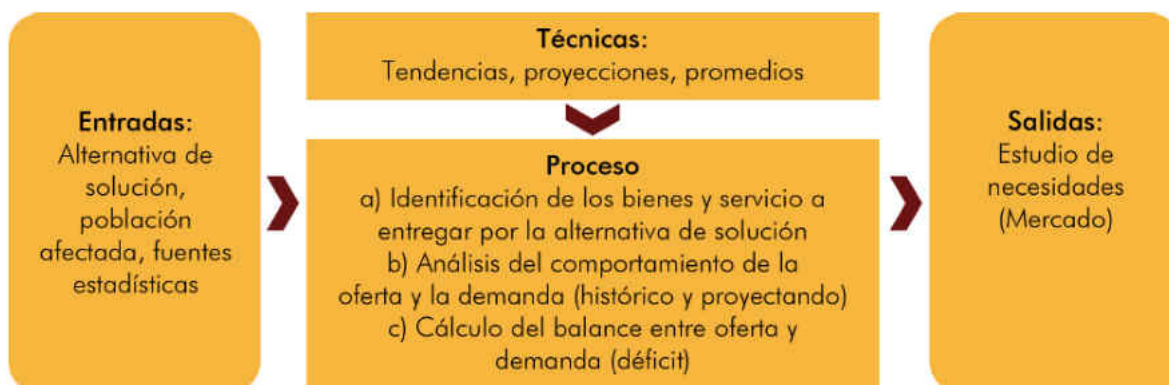 Entradas:
Alternativa de
solución,
población
afectada, fuentes
estadísticas
Técnicas:
Tendencias, proyecciones, promedios
Proceso
a) Identificación de los bienes y servicio a
entregar por la alternativa de solución
b) Análisis del comportamiento de la
oferta y la demanda (histórico y proyectando)
c) Cálculo del balance entre oferta y
demanda (déficit)
Salidas:
Estudio de
necesidades
(Mercado)